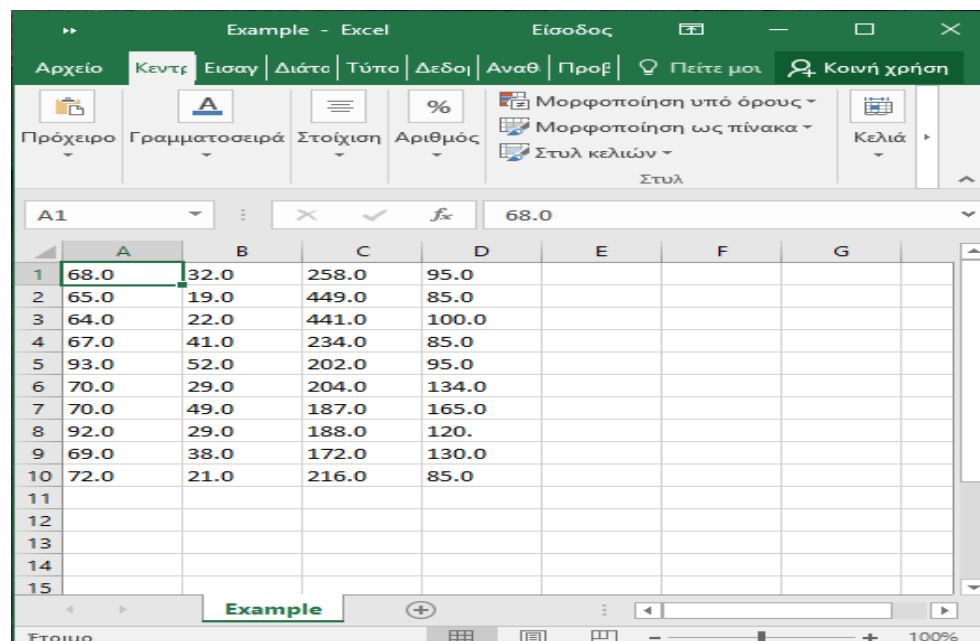 Example - Excel Είσοδος
Αρχείο Κεντρ Εισαγ Διάτα Τύπο Δεδομ Αναθ Προβ Πείτε μου Κοινή χρήση
Πρόχειρο Γραμματοσειρά Στοίχιση Αριθμός Κελιά
Μορφοποίηση υπό όρους
Μορφοποίηση ως πίνακα
Στυλ κελιών
Στυλ
A1 fx 68.0
A B C D E F G
1 68.0 32.0 258.0 95.0
2 65.0 19.0 449.0 85.0
3 64.0 22.0 441.0 100.0
4 67.0 41.0 234.0 85.0
5 93.0 52.0 202.0 95.0
6 70.0 29.0 204.0 134.0
7 70.0 49.0 187.0 165.0
8 92.0 29.0 188.0 120.
9 69.0 38.0 172.0 130.0
10 72.0 21.0 216.0 85.0
11
12
13
14
15
Example
Έτοιμο 100%